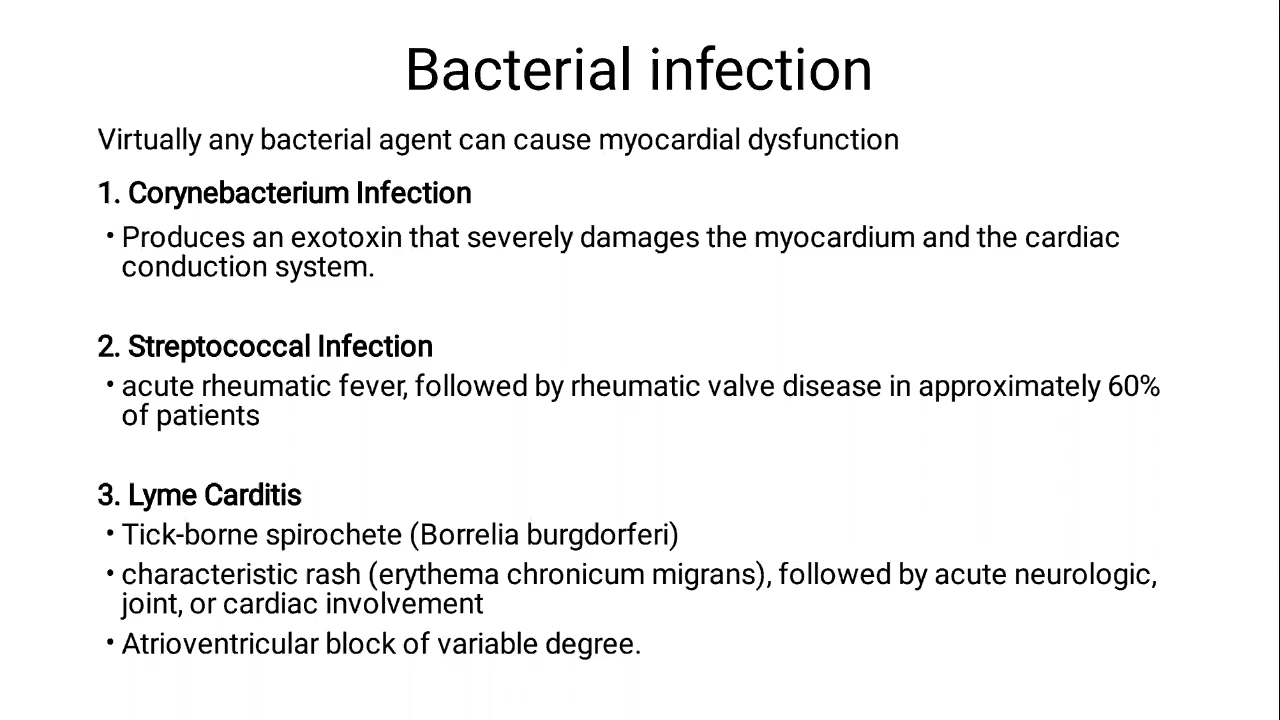 Bacterial infection
Virtually any bacterial agent can cause myocardial dysfunction
1. Corynebacterium Infection
• Produces an exotoxin that severely damages the myocardium and the cardiac
conduction system.
2. Streptococcal Infection
• acute rheumatic fever, followed by rheumatic valve disease in approximately 60%
of patients
3. Lyme Carditis
• Tick-borne spirochete (Borrelia burgdorferi)
• characteristic rash (erythema chronicum migrans), followed by acute neurologic,
joint, or cardiac involvement
• Atrioventricular block of variable degree.